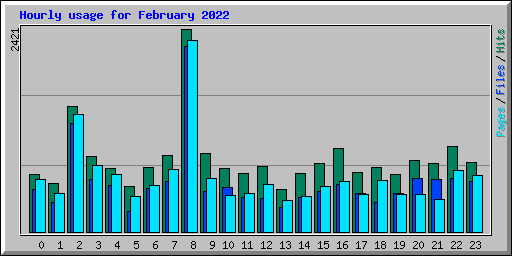 Hourly usage for February 2022
2421
Pages / Files / Hits
0 1 2 3 4 5 6 7 8 9 10 11 12 13 14 15 16 17 18 19 20 21 22 23